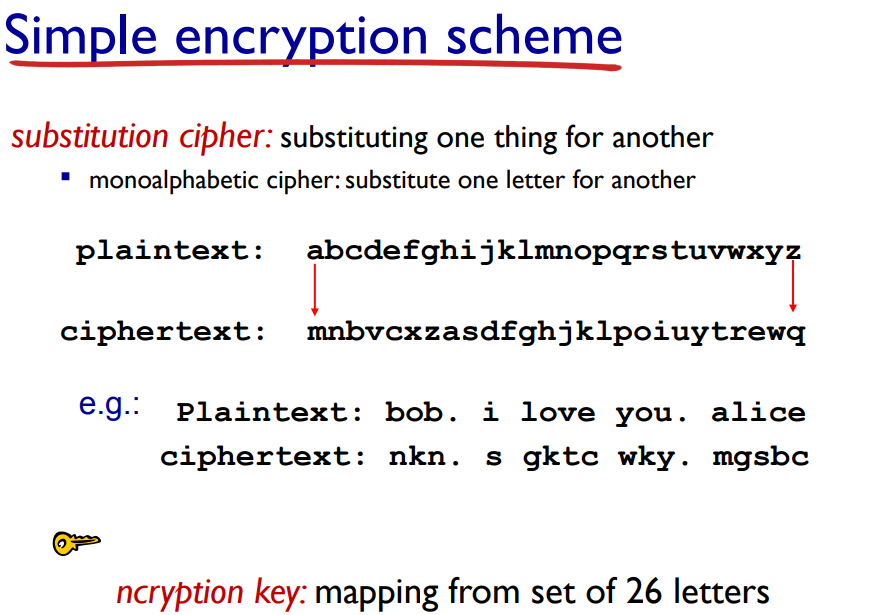 Simple encryption scheme
substitution cipher: substituting one thing for another
▪ monoalphabetic cipher: substitute one letter for another
plaintext: abcdefghijklmnopqrstuvwxyz
ciphertext: mnbvcxzasdfghjklpoiuytrewq
e.g.: Plaintext: bob. i love you. alice
ciphertext: nkn. s gktc wky. mgsbc
ncryption key: mapping from set of 26 letters